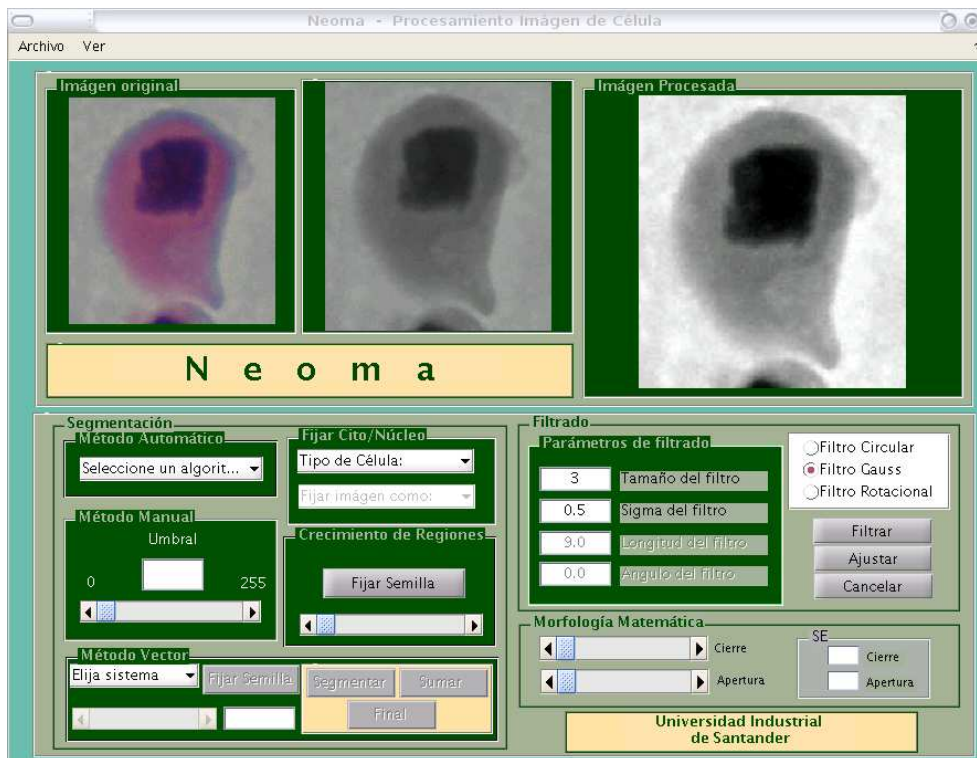 Neoma - Procesamiento Imágen de Célula
Archivo Ver
Imágen original
Imágen Procesada
Neoma
Segmentación
Método Automático
Seleccione un algorit...
Fijar Cito/Núcleo
Tipo de Célula:
Fijar imágen como:
Método Manual
Umbral
0
255
Crecimiento de Regiones
Fijar Semilla
Método Vector
Elija sistema
Fijar Semilla
Segmentar
Sumar
Final
Filtrado
Parámetros de filtrado
3 Tamaño del filtro
0.5 Sigma del filtro
9.0 Longitud del filtro
0.0 Angulo del filtro
Filtro Circular
Filtro Gauss
Filtro Rotacional
Filtrar
Ajustar
Cancelar
Morfología Matemática
Cierre
Apertura
SE
Cierre
Apertura
Universidad Industrial
de Santander